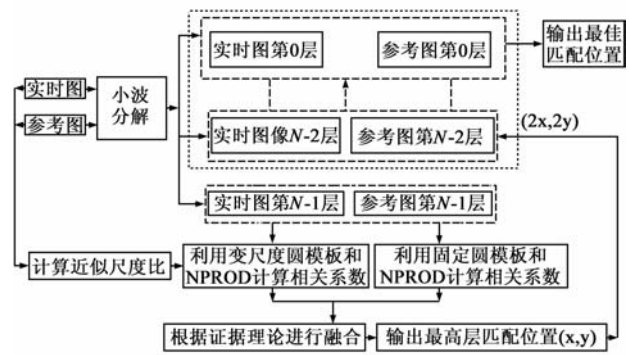 实时图第0层
参考图第0层
输出最佳
匹配位置
实时图
参考图
小波
分解
实时图像N-2层
参考图第N-2层
(2x,2y)
实时图第N-1层
参考图第N-1层
计算近似尺度比
利用变尺度圆模板和
NPROD计算相关系数
利用固定圆模板和
NPROD计算相关系数
根据证据理论进行融合
输出最高层匹配位置(x,y)